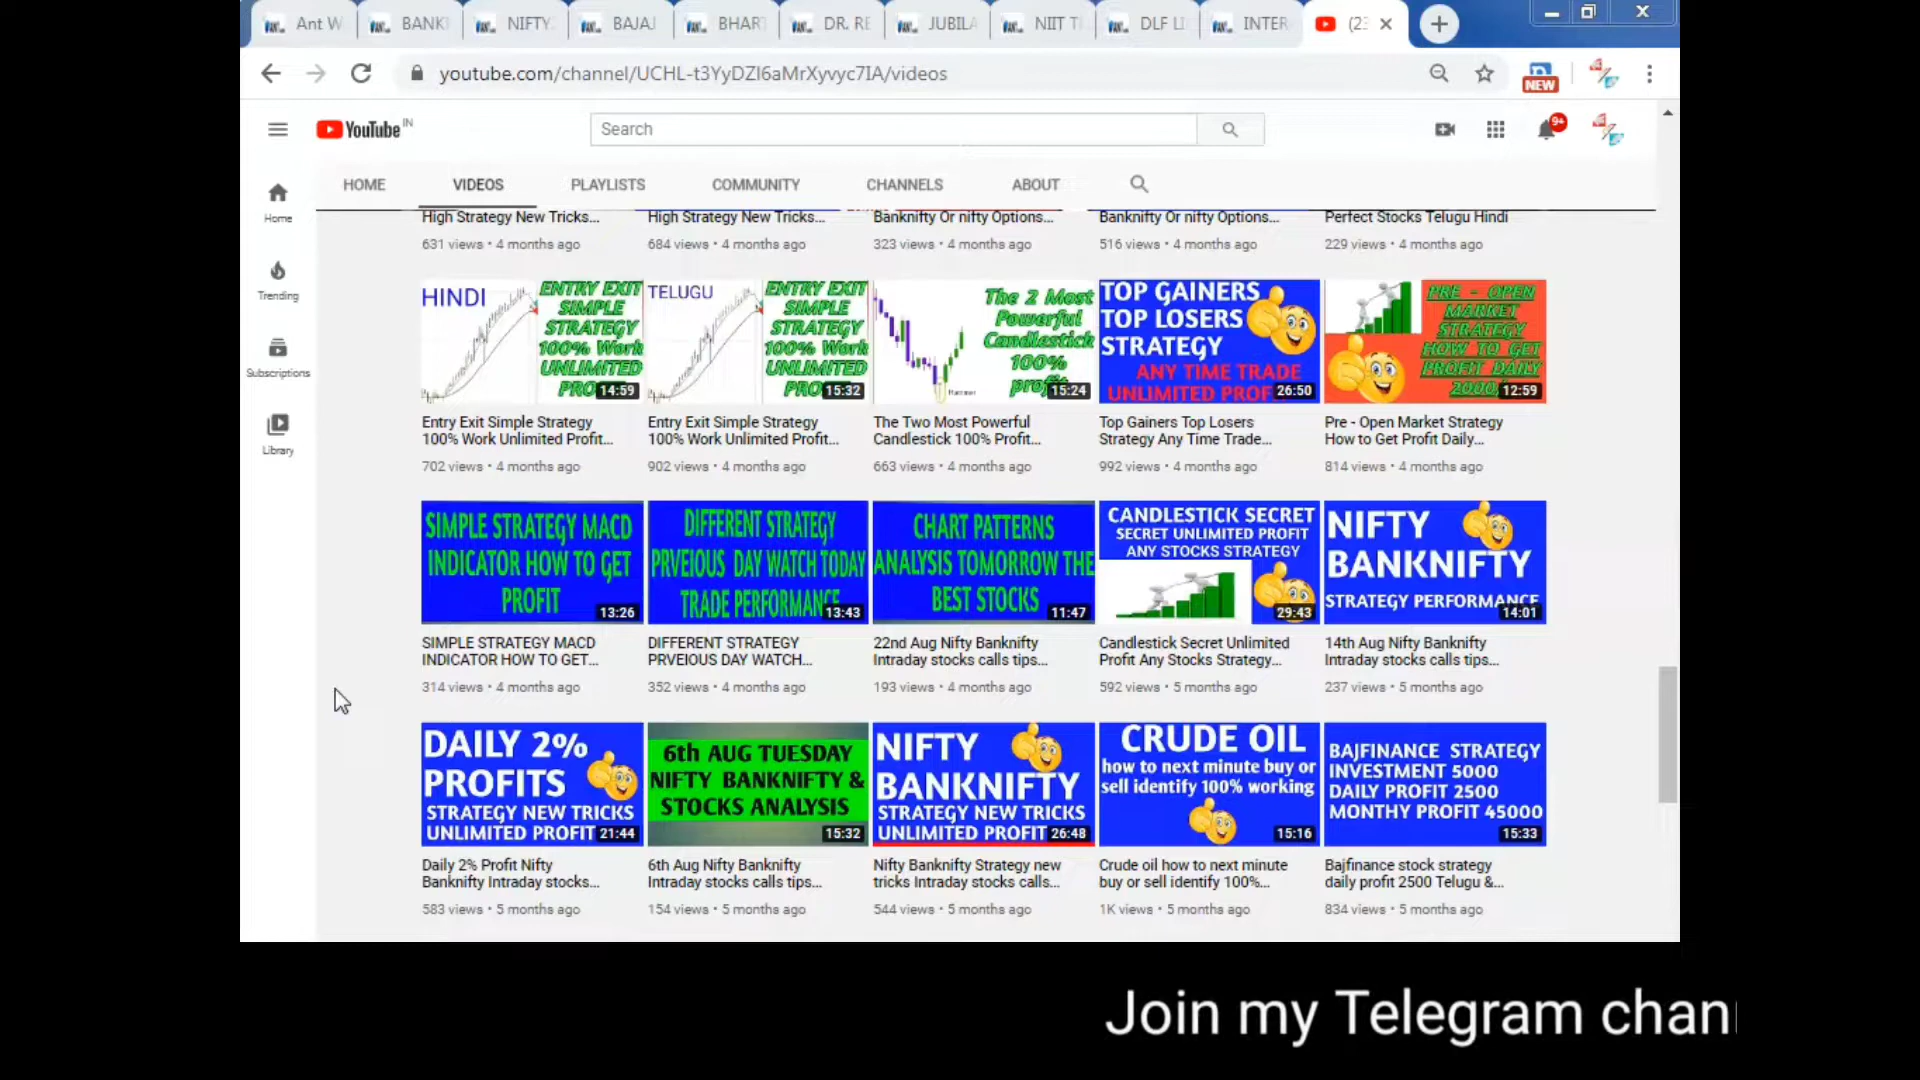 Ant W
BANKI
NIFTY
BAJAJ
BHART
DR. RE
JUBILA
NIIT T
DLF LI
INTER
(23
youtube.com/channel/UCHL-t3YyDZI6aMrXyvyc7IA/videos
NEW
YouTube IN
Search
9+
HOME VIDEOS PLAYLISTS COMMUNITY CHANNELS ABOUT
Home
Trending
Subscriptions
Library
High Strategy New Tricks...
631 views • 4 months ago
High Strategy New Tricks...
684 views • 4 months ago
Banknifty Or nifty Options...
323 views • 4 months ago
Banknifty Or nifty Options...
516 views • 4 months ago
Perfect Stocks Telugu Hindi
229 views • 4 months ago
HINDI
ENTRY EXIT
SIMPLE
STRATEGY
100% Work
UNLIMITED
PRO
14:59
Entry Exit Simple Strategy
100% Work Unlimited Profit...
702 views • 4 months ago
TELUGU
ENTRY EXIT
SIMPLE
STRATEGY
100% Work
UNLIMITED
PRO
15:32
Entry Exit Simple Strategy
100% Work Unlimited Profit...
902 views • 4 months ago
The 2 Most
Powerful
Candlestick
100%
profit
Hammer
15:24
The Two Most Powerful
Candlestick 100% Profit...
663 views • 4 months ago
TOP GAINERS
TOP LOSERS
STRATEGY
ANY TIME TRADE
UNLIMITED PROF
26:50
Top Gainers Top Losers
Strategy Any Time Trade...
992 views • 4 months ago
PRE - OPEN
MARKET
STRATEGY
HOW TO GET
PROFIT DAILY
2000
12:59
Pre - Open Market Strategy
How to Get Profit Daily...
814 views • 4 months ago
SIMPLE STRATEGY MACD
INDICATOR HOW TO GET
PROFIT
13:26
SIMPLE STRATEGY MACD
INDICATOR HOW TO GET...
314 views • 4 months ago
DIFFERENT STRATEGY
PRVEIOUS DAY WATCH TODAY
TRADE PERFORMANCE
13:43
DIFFERENT STRATEGY
PRVEIOUS DAY WATCH...
352 views • 4 months ago
CHART PATTERNS
ANALYSIS TOMORROW THE
BEST STOCKS
11:47
22nd Aug Nifty Banknifty
Intraday stocks calls tips...
193 views • 4 months ago
CANDLESTICK SECRET
SECRET UNLIMITED PROFIT
ANY STOCKS STRATEGY
29:43
Candlestick Secret Unlimited
Profit Any Stocks Strategy...
592 views • 5 months ago
NIFTY
BANKNIFTY
STRATEGY PERFORMANCE
14:01
14th Aug Nifty Banknifty
Intraday stocks calls tips...
237 views • 5 months ago
DAILY 2%
PROFITS
STRATEGY NEW TRICKS
UNLIMITED PROFIT
21:44
Daily 2% Profit Nifty
Banknifty Intraday stocks...
583 views • 5 months ago
6th AUG TUESDAY
NIFTY BANKNIFTY &
STOCKS ANALYSIS
15:32
6th Aug Nifty Banknifty
Intraday stocks calls tips...
154 views • 5 months ago
NIFTY
BANKNIFTY
STRATEGY NEW TRICKS
UNLIMITED PROFIT
26:48
Nifty Banknifty Strategy new
tricks Intraday stocks calls...
544 views • 5 months ago
CRUDE OIL
how to next minute buy or
sell identify 100% working
15:16
Crude oil how to next minute
buy or sell identify 100%...
1K views • 5 months ago
BAJFINANCE STRATEGY
INVESTMENT 5000
DAILY PROFIT 2500
MONTHY PROFIT 45000
15:33
Bajfinance stock strategy
daily profit 2500 Telugu &...
834 views • 5 months ago
Join my Telegram chan